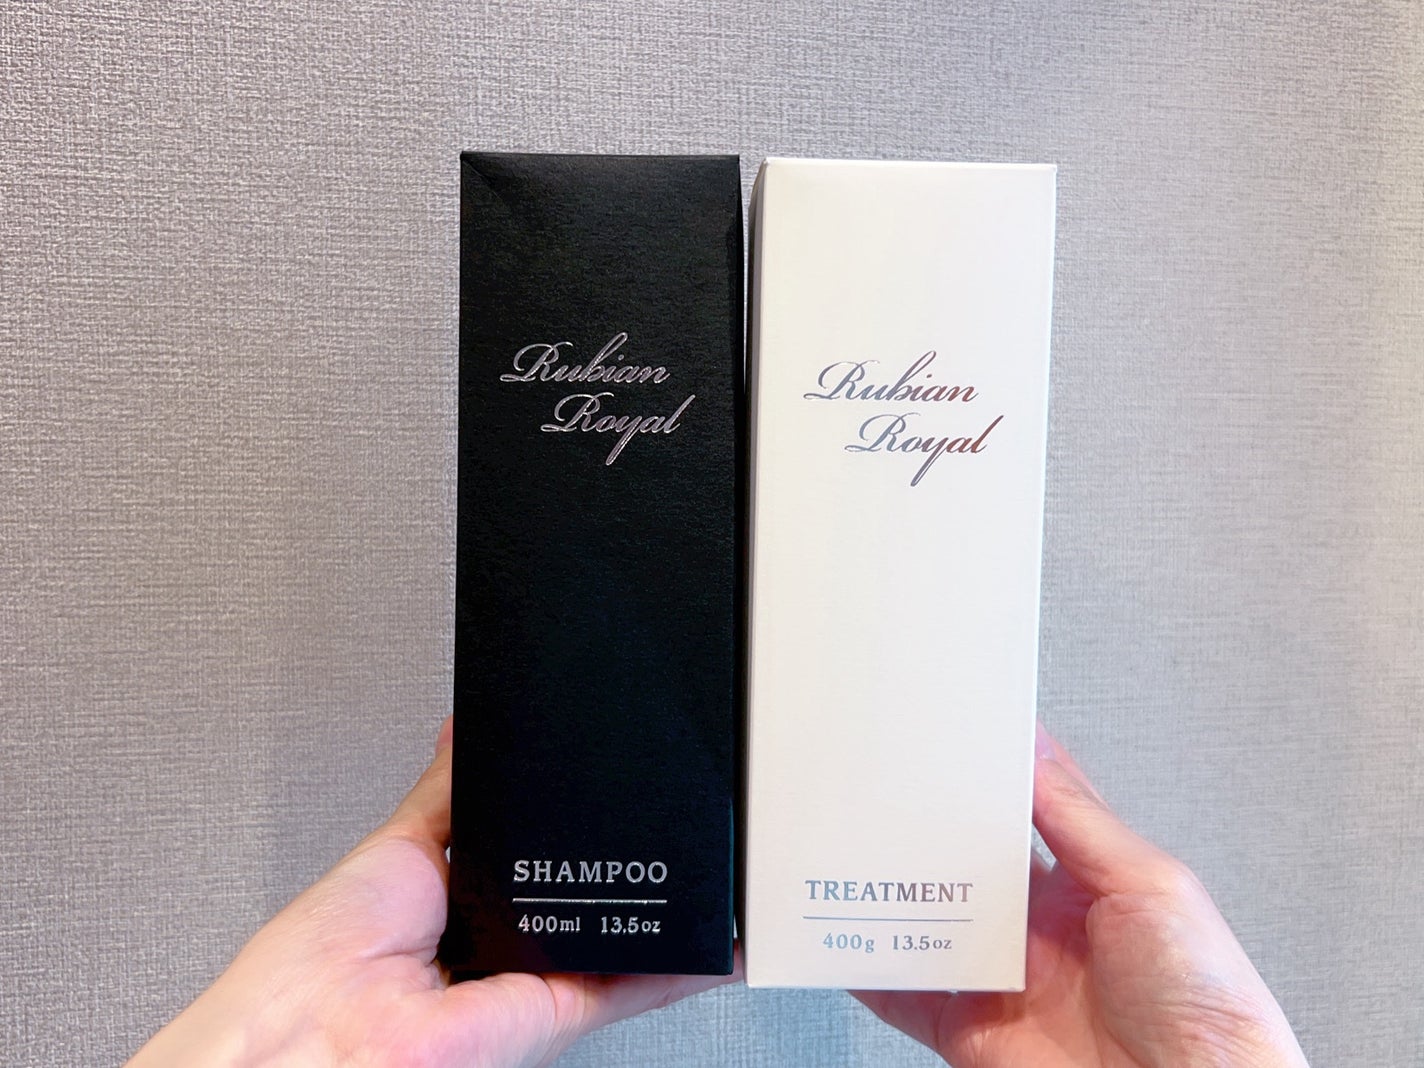 Rubian
Royal
SHAMPOO
400ml 13.5oz
Rubian
Royal
TREATMENT
400g 13.5oz